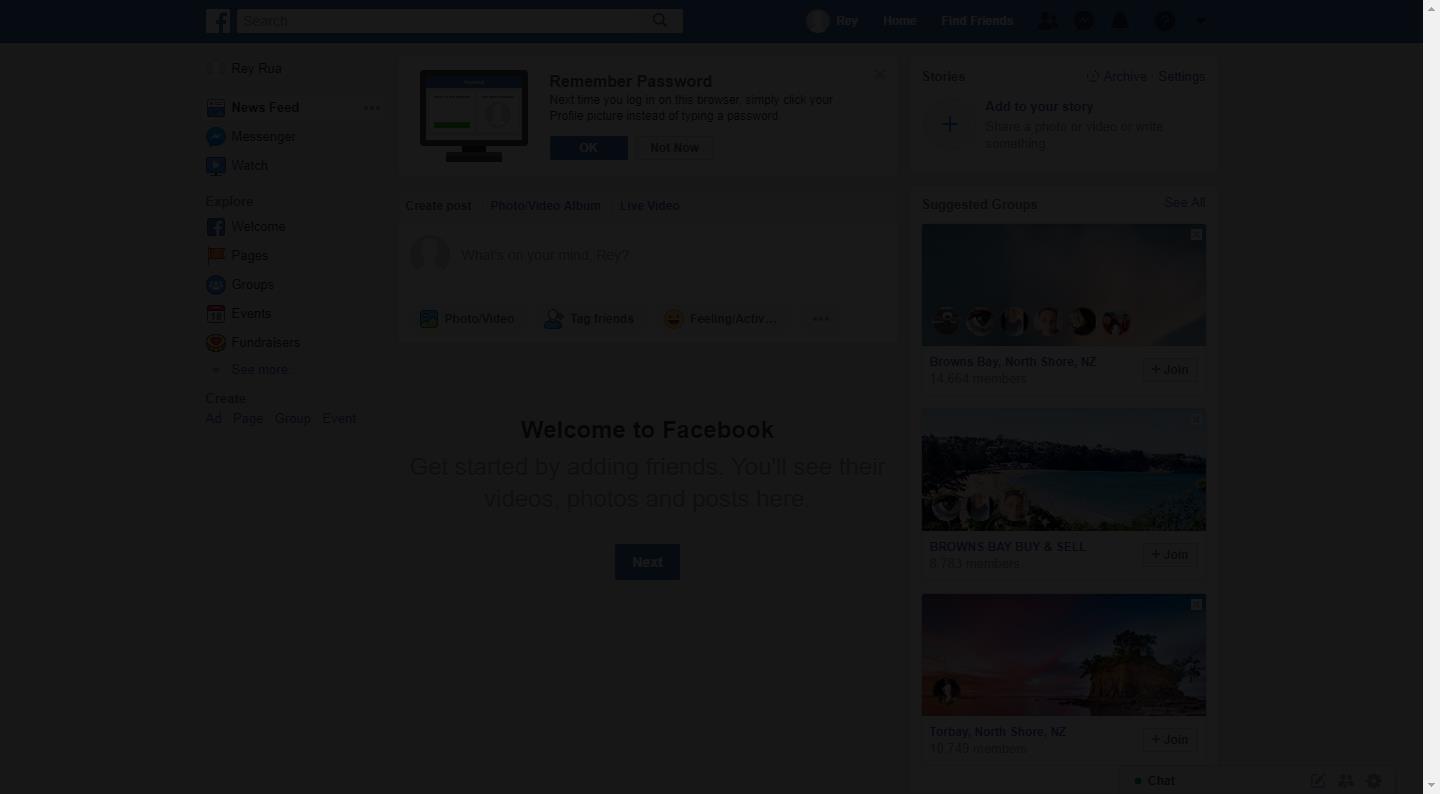 Search
Rey
Home
Find Friends
Rey Rua
News Feed
Messenger
Watch
Explore
Welcome
Pages
Groups
Events
Fundraisers
See more...
Create
Ad Page Group Event
Remember Password
Next time you log in on this browser, simply click your
Profile picture instead of typing a password.
OK
Not Now
Create post
Photo/Video Album
Live Video
What's on your mind, Rey?
Photo/Video
Tag friends
Feeling/Activ...
Welcome to Facebook
Get started by adding friends. You'll see their
videos, photos and posts here.
Next
Stories
Archive · Settings
Add to your story
Share a photo or video or write
something
Suggested Groups
See All
Browns Bay, North Shore, NZ
14,664 members
+ Join
BROWNS BAY BUY & SELL
8,783 members
+ Join
Torbay, North Shore, NZ
10,749 members
+ Join
Chat